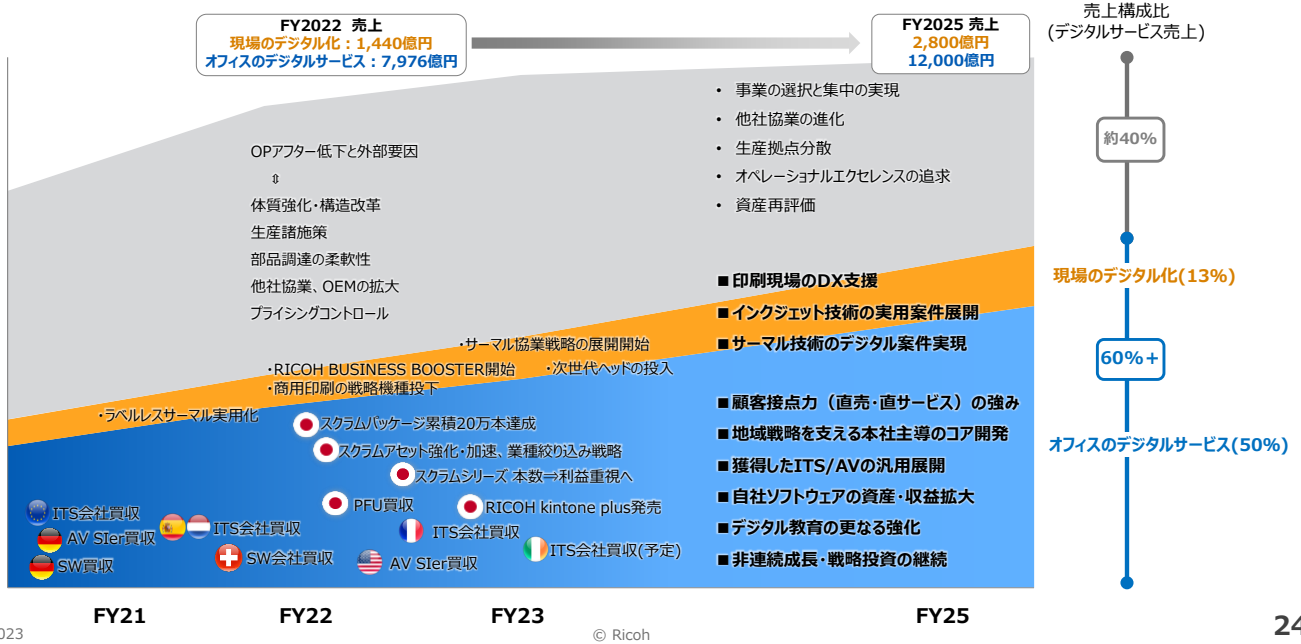 FY2022 売上
現場のデジタル化：1,440億円
オフィスのデジタルサービス：7,976億円
FY2025 売上
2,800億円
12,000億円
売上構成比
(デジタルサービス売上)
・ 事業の選択と集中の実現
・ 他社協業の進化
・ 生産拠点分散
・ オペレーショナルエクセレンスの追求
・ 資産再評価
OPアフター低下と外部要因
⇕
体質強化・構造改革
生産諸施策
部品調達の柔軟性
他社協業、OEMの拡大
プライシングコントロール
約40%
現場のデジタル化(13%)
60%+
オフィスのデジタルサービス(50%)
■印刷現場のDX支援
■インクジェット技術の実用案件展開
■サーマル技術のデジタル案件実現
・サーマル協業戦略の展開開始
・RICOH BUSINESS BOOSTER開始
・次世代ヘッドの投入
・商用印刷の戦略機種投下
・ラベルレスサーマル実用化
スクラムパッケージ累積20万本達成
スクラムアセット強化・加速、業種絞り込み戦略
スクラムシリーズ 本数⇒利益重視へ
PFU買収
RICOH kintone plus発売
ITS会社買収
AV SIer買収
SW買収
ITS会社買収
SW会社買収
ITS会社買収
AV SIer買収
ITS会社買収(予定)
■顧客接点力（直売・直サービス）の強み
■地域戦略を支える本社主導のコア開発
■獲得したITS/AVの汎用展開
■自社ソフトウェアの資産・収益拡大
■デジタル教育の更なる強化
■非連続成長・戦略投資の継続
FY21
FY22
FY23
FY25
023
© Ricoh
24